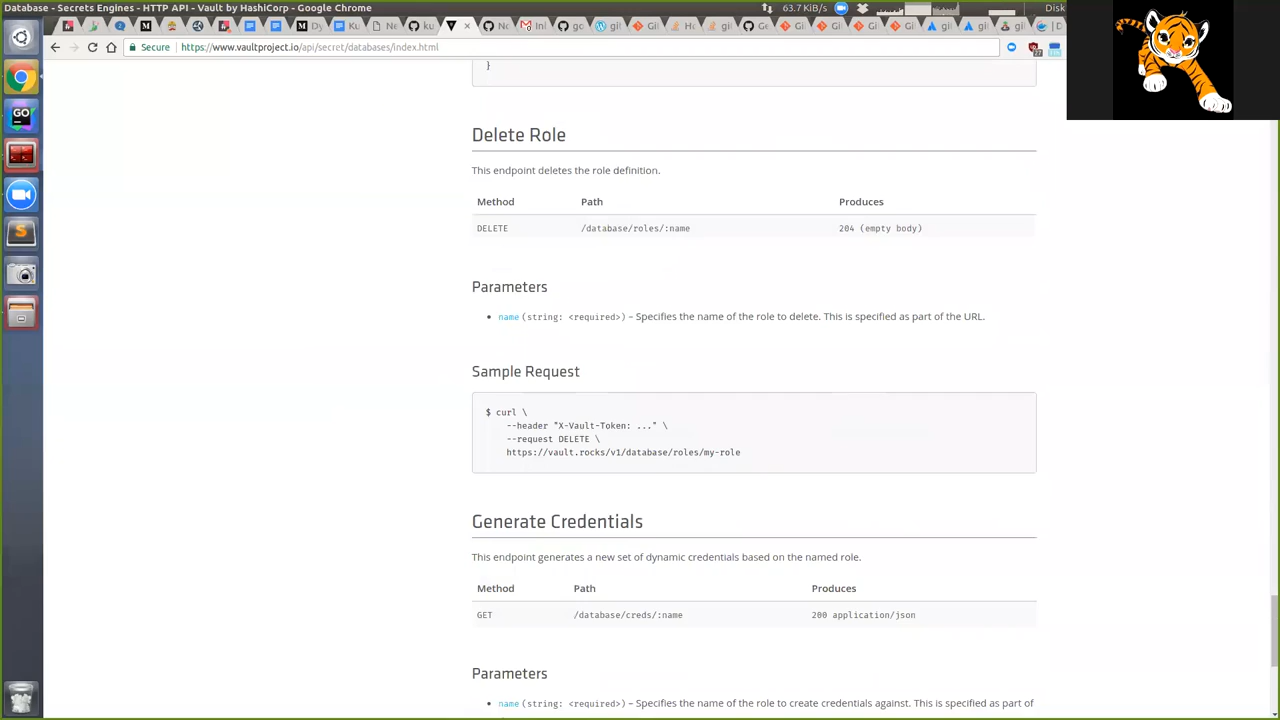 Database - Secrets Engines - HTTP API - Vault by HashiCorp - Google Chrome
63.7 KiB/s
Disk
Secure
https://www.vaultproject.io/api/secret/databases/index.html
}
Delete Role
This endpoint deletes the role definition.
Method Path Produces
DELETE /database/roles/:name 204 (empty body)
Parameters
• name (string: <required>) – Specifies the name of the role to delete. This is specified as part of the URL.
Sample Request
$ curl \
--header "X-Vault-Token: ..." \
--request DELETE \
https://vault.rocks/v1/database/roles/my-role
Generate Credentials
This endpoint generates a new set of dynamic credentials based on the named role.
Method Path Produces
GET /database/creds/:name 200 application/json
Parameters
• name (string: <required>) – Specifies the name of the role to create credentials against. This is specified as part of